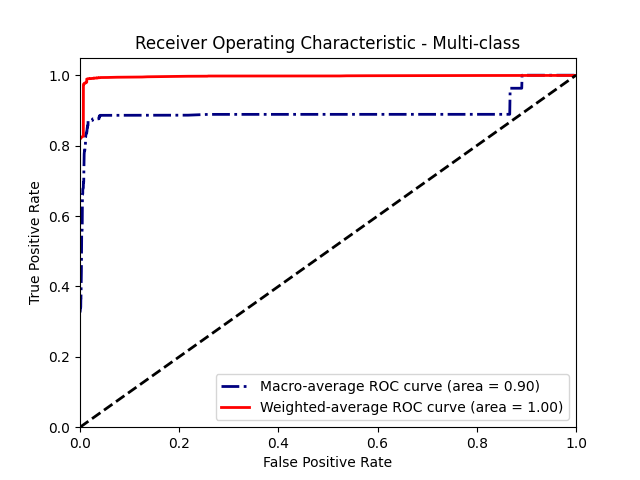 Receiver Operating Characteristic - Multi-class
1.0
0.8
0.6
0.4
0.2
0.0
True Positive Rate
Macro-average ROC curve (area = 0.90)
Weighted-average ROC curve (area = 1.00)
0.0 0.2 0.4 0.6 0.8 1.0
False Positive Rate